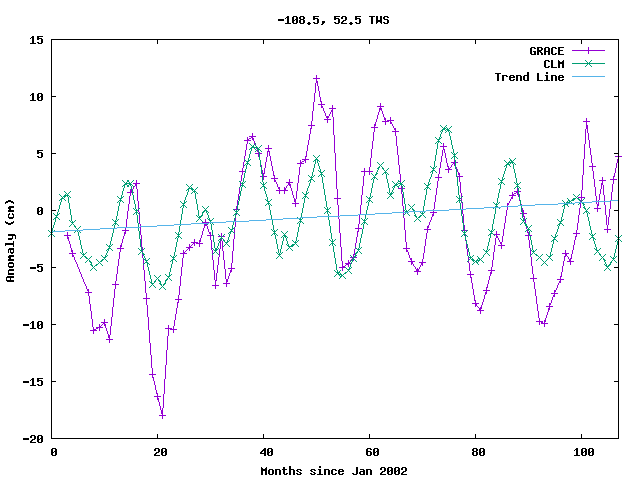 -108.5, 52.5 TWS
GRACE
CLM
Trend Line
15
10
5
0
-5
-10
-15
-20
Anomaly (cm)
0 20 40 60 80 100
Months since Jan 2002